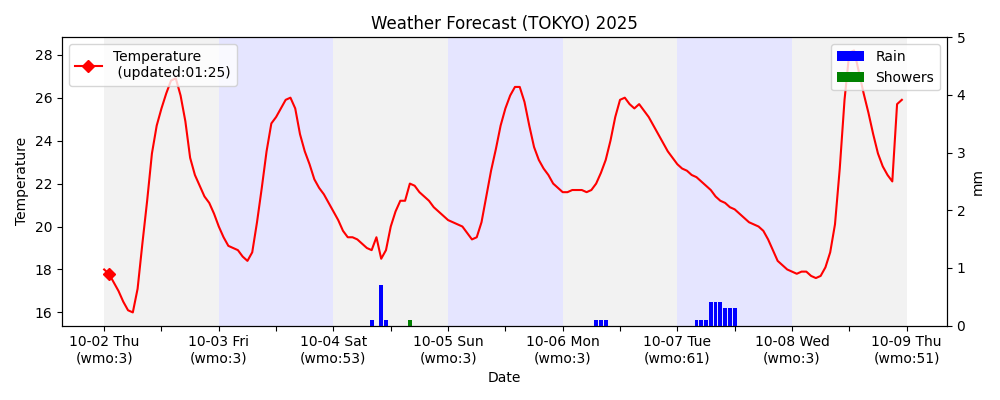 Weather Forecast (TOKYO) 2025
Temperature
(updated:01:25)
Rain
Showers
Temperature
28
26
24
22
20
18
16
5
4
3
2
1
0
mm
10-02 Thu
(wmo:3)
10-03 Fri
(wmo:3)
10-04 Sat
(wmo:53)
10-05 Sun
(wmo:3)
10-06 Mon
(wmo:3)
10-07 Tue
(wmo:61)
10-08 Wed
(wmo:3)
10-09 Thu
(wmo:51)
Date